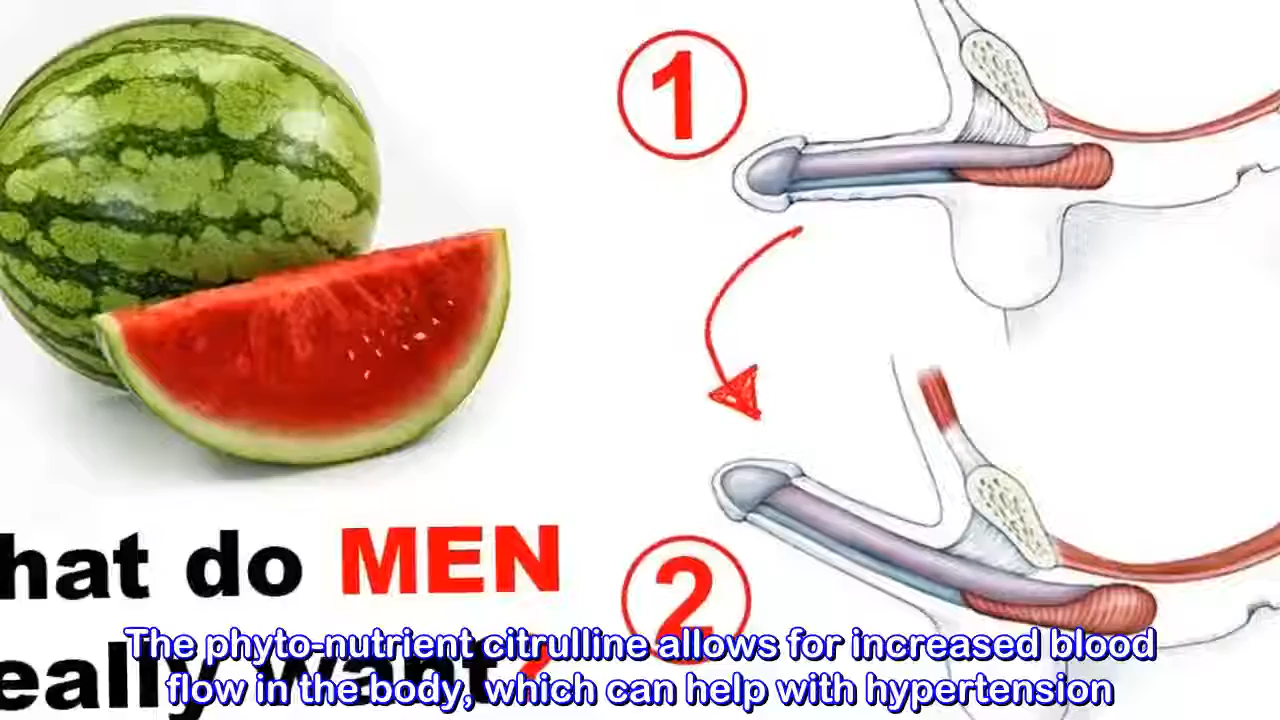 1
hat do MEN
2
eally want?
The phyto-nutrient citrulline allows for increased blood
flow in the body, which can help with hypertension